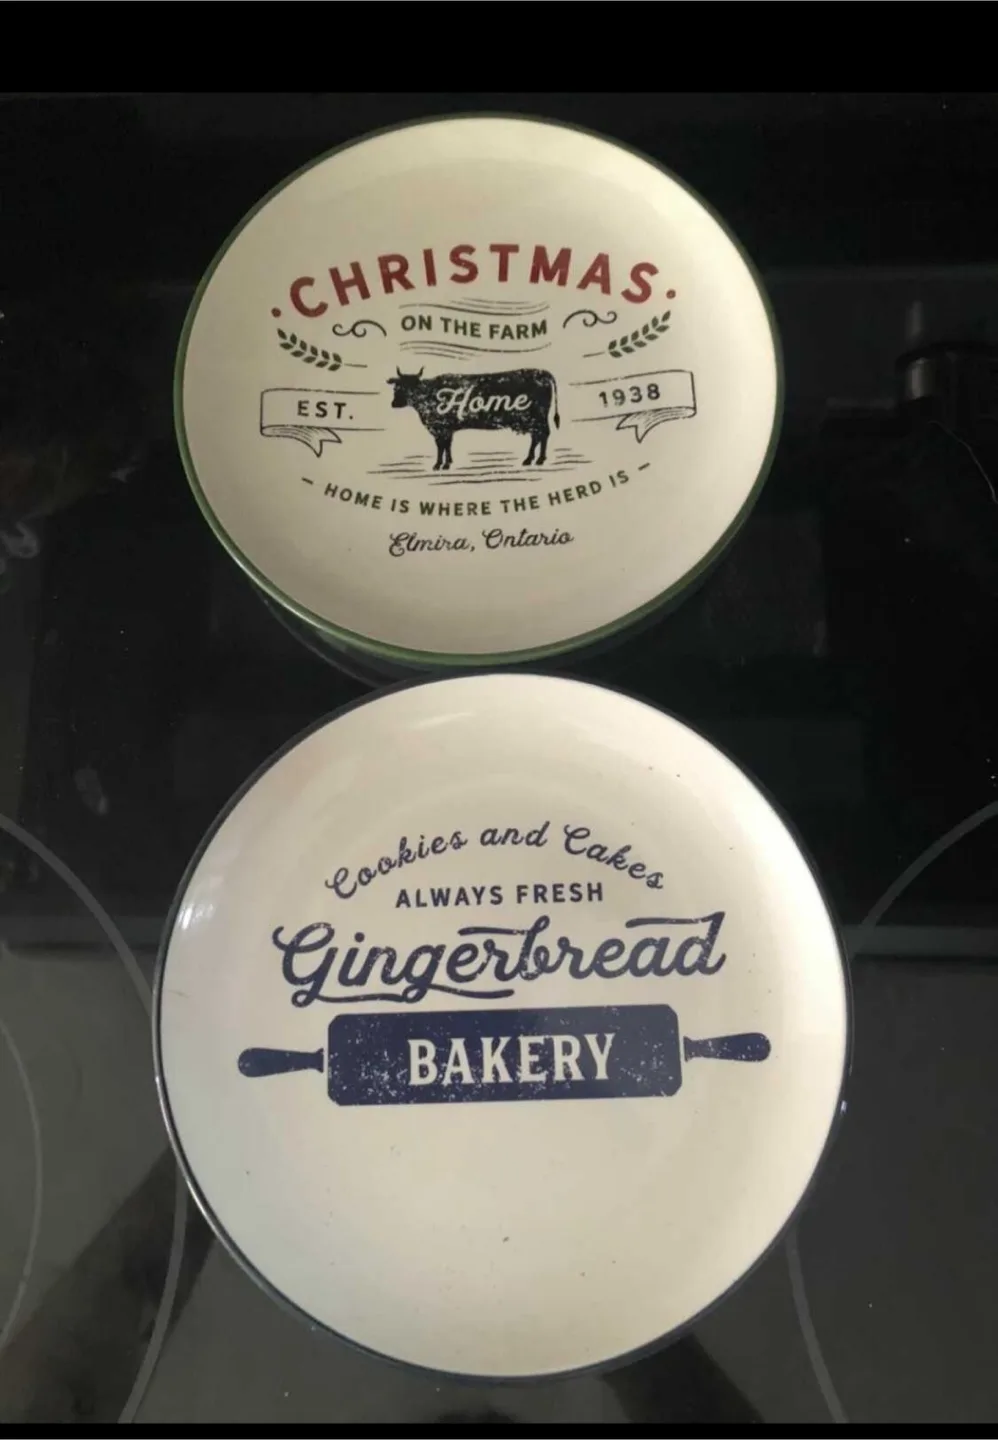 ·CHRISTMAS·
ON THE FARM
EST. Home 1938
– HOME IS WHERE THE HERD IS –
Elmira, Ontario
Cookies and Cakes
ALWAYS FRESH
Gingerbread
BAKERY